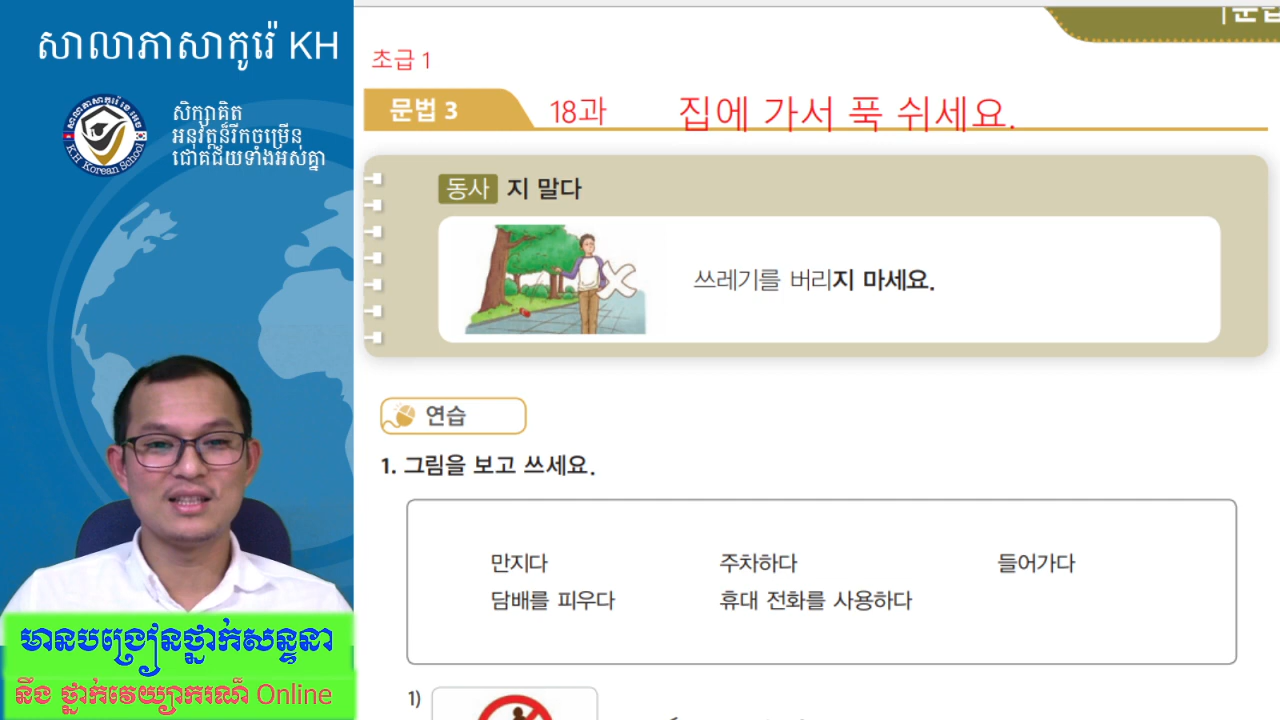 សាលាភាសាកូរ៉េ KH
សិក្សាគិត
អនុវត្តន៍រីកចម្រើន
ជោគជ័យទាំងអស់គ្នា
K.H Korean School
មានបង្រៀនថ្នាក់សន្ទនា
នឹង ថ្នាក់វេយ្យាករណ៍ Online
초급 1
문법 3
18과
집에 가서 푹 쉬세요.
동사 지 말다
쓰레기를 버리지 마세요.
연습
1. 그림을 보고 쓰세요.
만지다 주차하다 들어가다
담배를 피우다 휴대 전화를 사용하다
1)